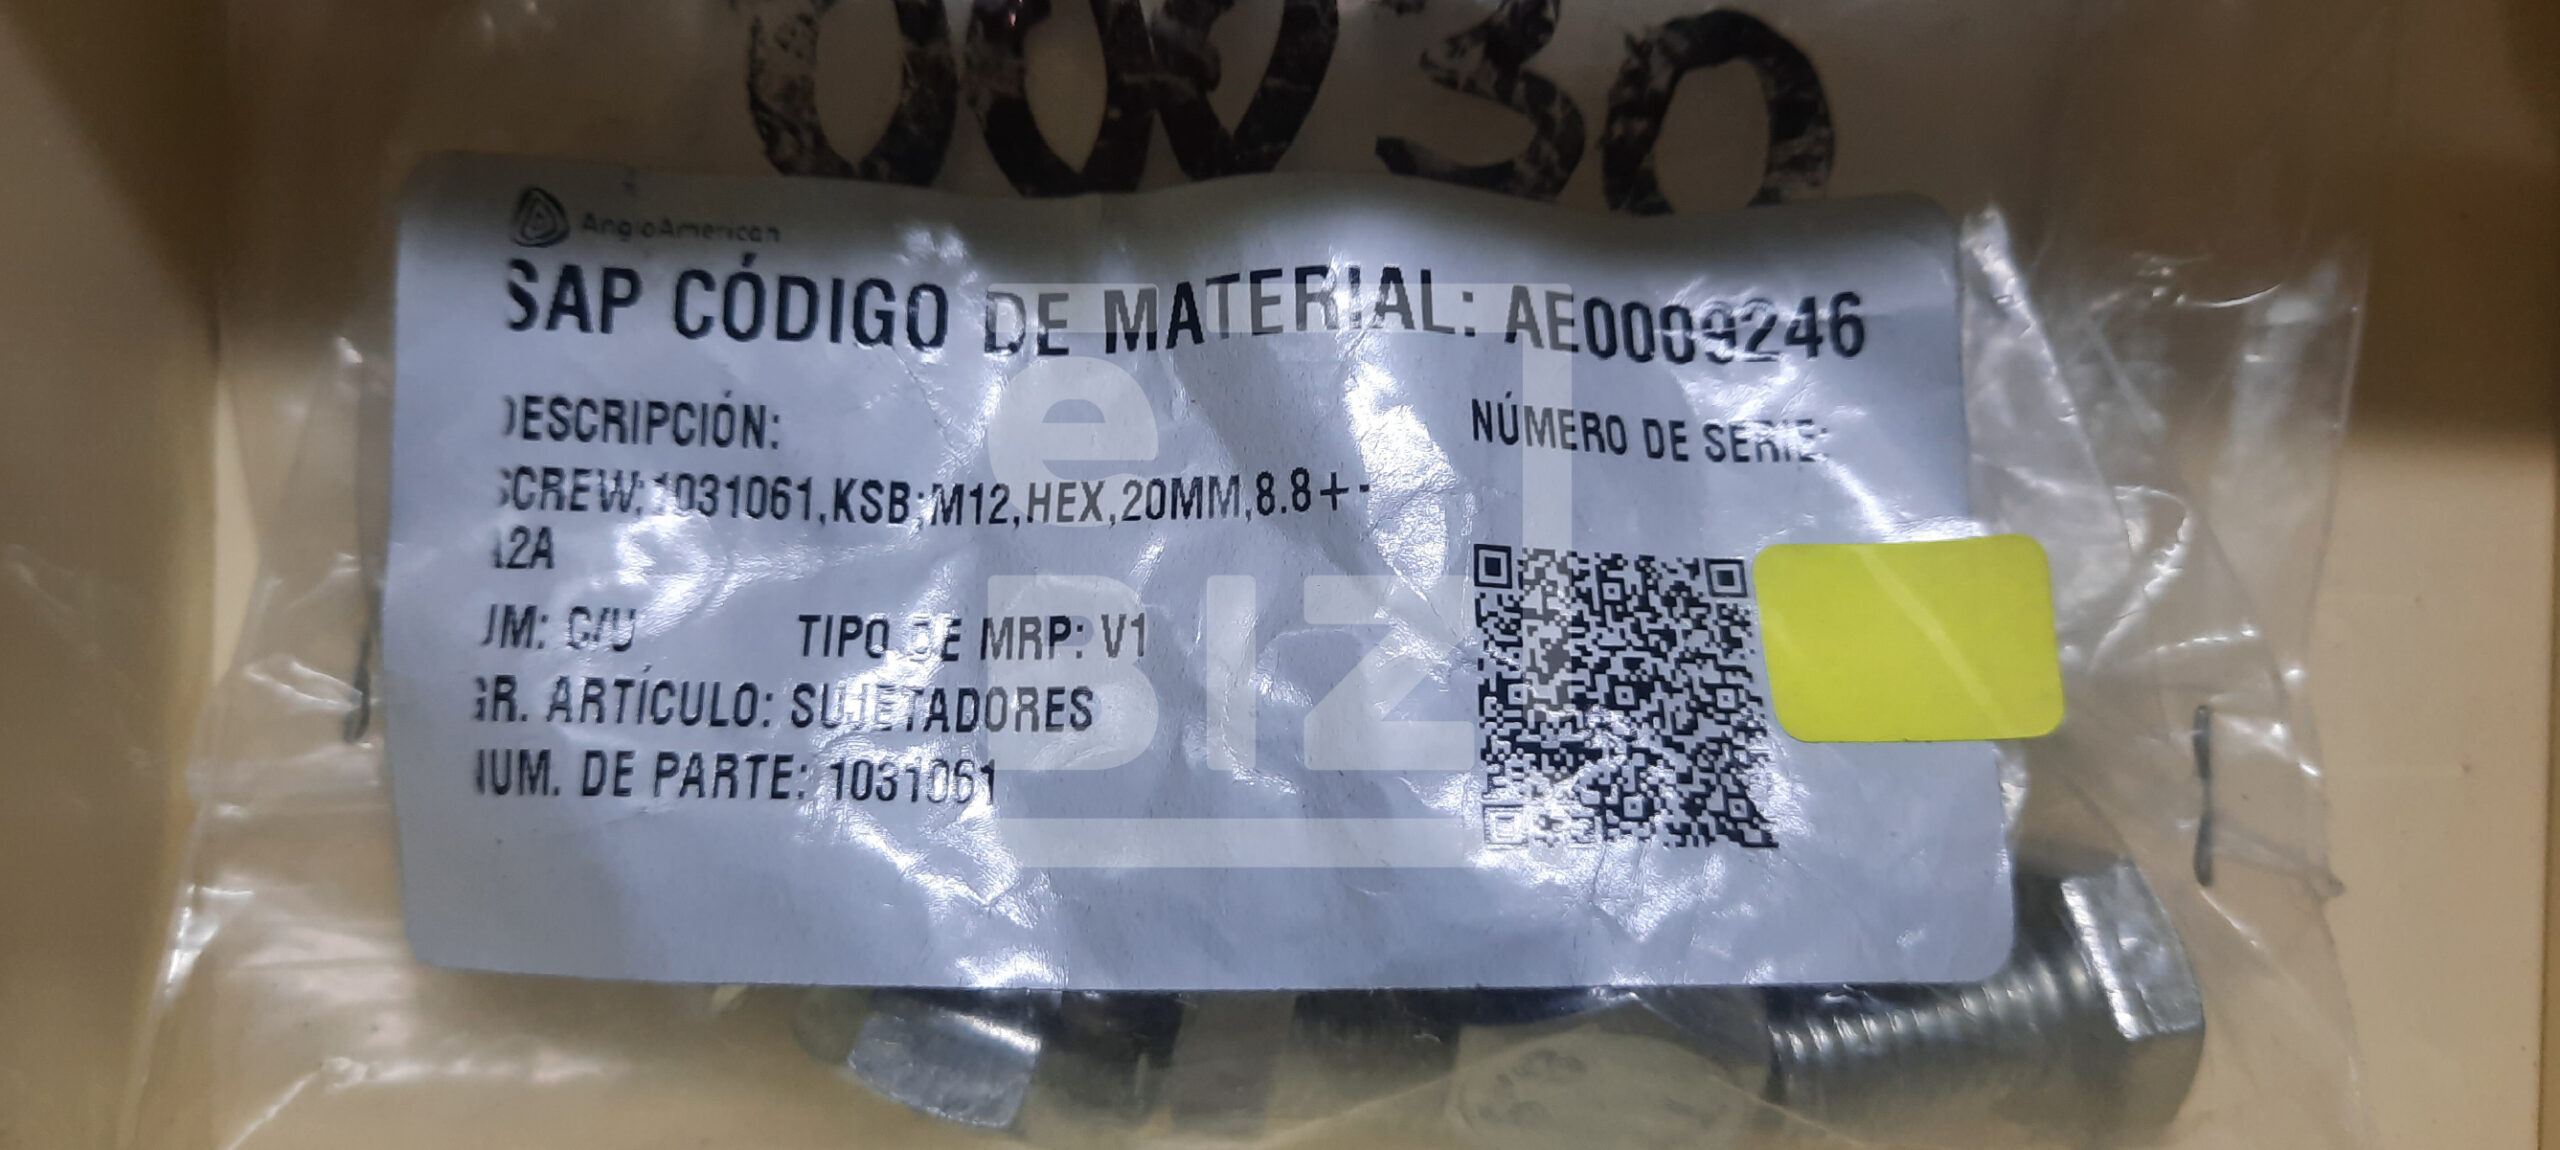 00030
AngloAmerican
SAP CÓDIGO DE MATERIAL: AE0009246
DESCRIPCIÓN:
NÚMERO DE SERIE:
SCREW;1031061,KSB;M12,HEX,20MM,8.8+-
A2A
UM: C/U TIPO DE MRP: V1
GR. ARTÍCULO: SUJETADORES
NUM. DE PARTE: 1031061
e
BIZ